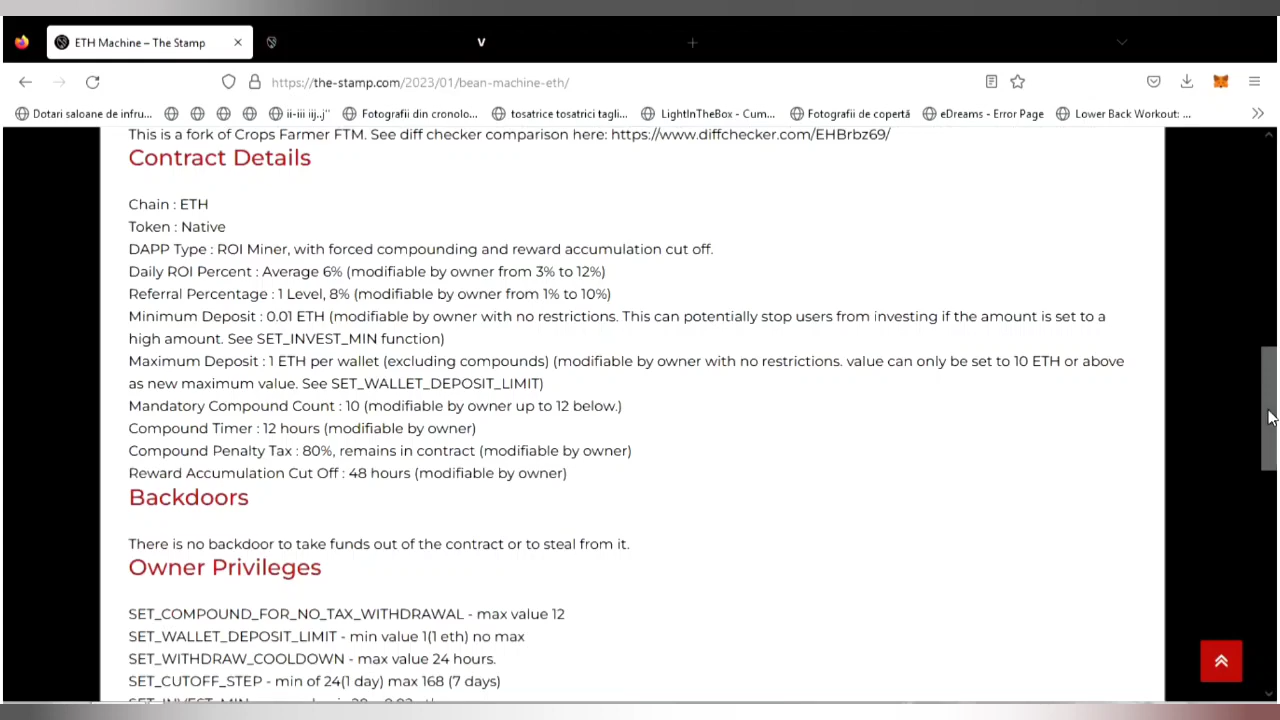 ETH Machine – The Stamp
V
https://the-stamp.com/2023/01/bean-machine-eth/
Dotari saloane de infru... ii-iii iij..j" Fotografii din cronolo... tosatrice tosatrici tagli... LightInTheBox - Cum... Fotografii de copertă eDreams - Error Page Lower Back Workout: ...
This is a fork of Crops Farmer FTM. See diff checker comparison here: https://www.diffchecker.com/EHBrbz69/
Contract Details
Chain : ETH
Token : Native
DAPP Type : ROI Miner, with forced compounding and reward accumulation cut off.
Daily ROI Percent : Average 6% (modifiable by owner from 3% to 12%)
Referral Percentage : 1 Level, 8% (modifiable by owner from 1% to 10%)
Minimum Deposit : 0.01 ETH (modifiable by owner with no restrictions. This can potentially stop users from investing if the amount is set to a
high amount. See SET_INVEST_MIN function)
Maximum Deposit : 1 ETH per wallet (excluding compounds) (modifiable by owner with no restrictions. value can only be set to 10 ETH or above
as new maximum value. See SET_WALLET_DEPOSIT_LIMIT)
Mandatory Compound Count : 10 (modifiable by owner up to 12 below.)
Compound Timer : 12 hours (modifiable by owner)
Compound Penalty Tax : 80%, remains in contract (modifiable by owner)
Reward Accumulation Cut Off : 48 hours (modifiable by owner)
Backdoors
There is no backdoor to take funds out of the contract or to steal from it.
Owner Privileges
SET_COMPOUND_FOR_NO_TAX_WITHDRAWAL - max value 12
SET_WALLET_DEPOSIT_LIMIT - min value 1(1 eth) no max
SET_WITHDRAW_COOLDOWN - max value 24 hours.
SET_CUTOFF_STEP - min of 24(1 day) max 168 (7 days)